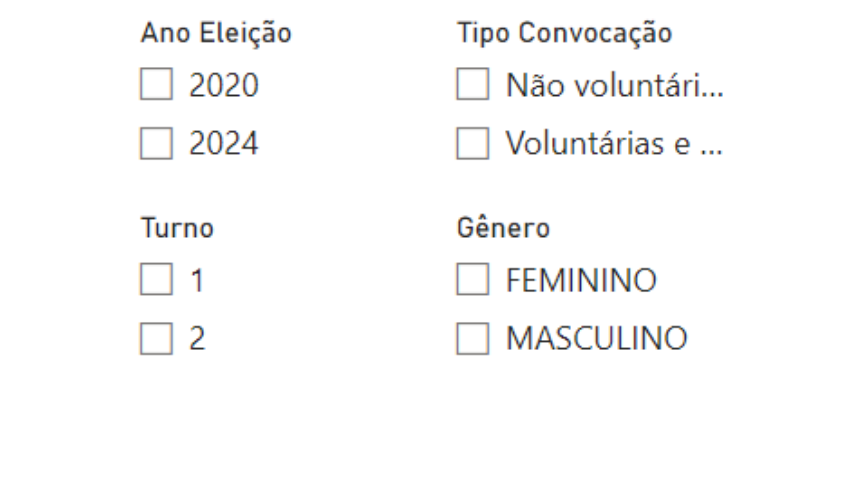 Ano Eleição
2020
2024
Tipo Convocação
Não voluntári...
Voluntárias e ...
Turno
1
2
Gênero
FEMININO
MASCULINO